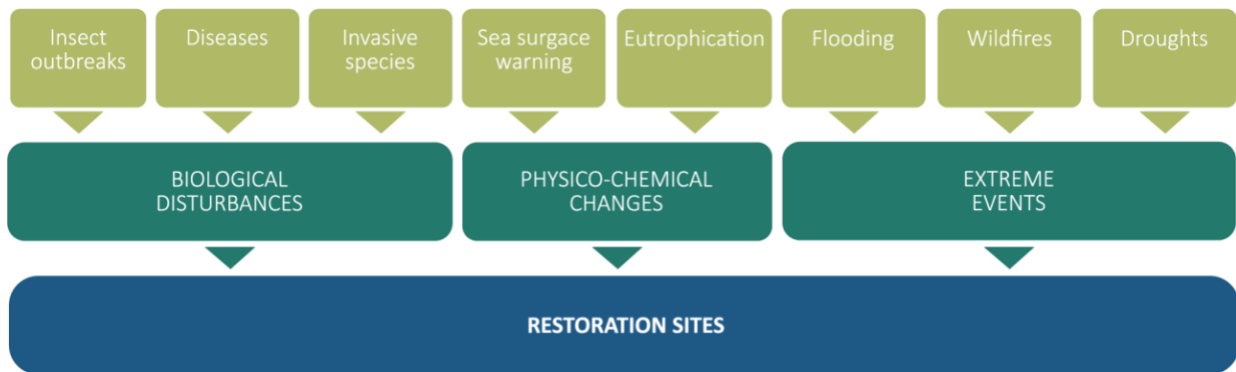 Insect
outbreaks
Diseases
Invasive
species
Sea surgace
warning
Eutrophication
Flooding
Wildfires
Droughts
BIOLOGICAL
DISTURBANCES
PHYSICO-CHEMICAL
CHANGES
EXTREME
EVENTS
RESTORATION SITES